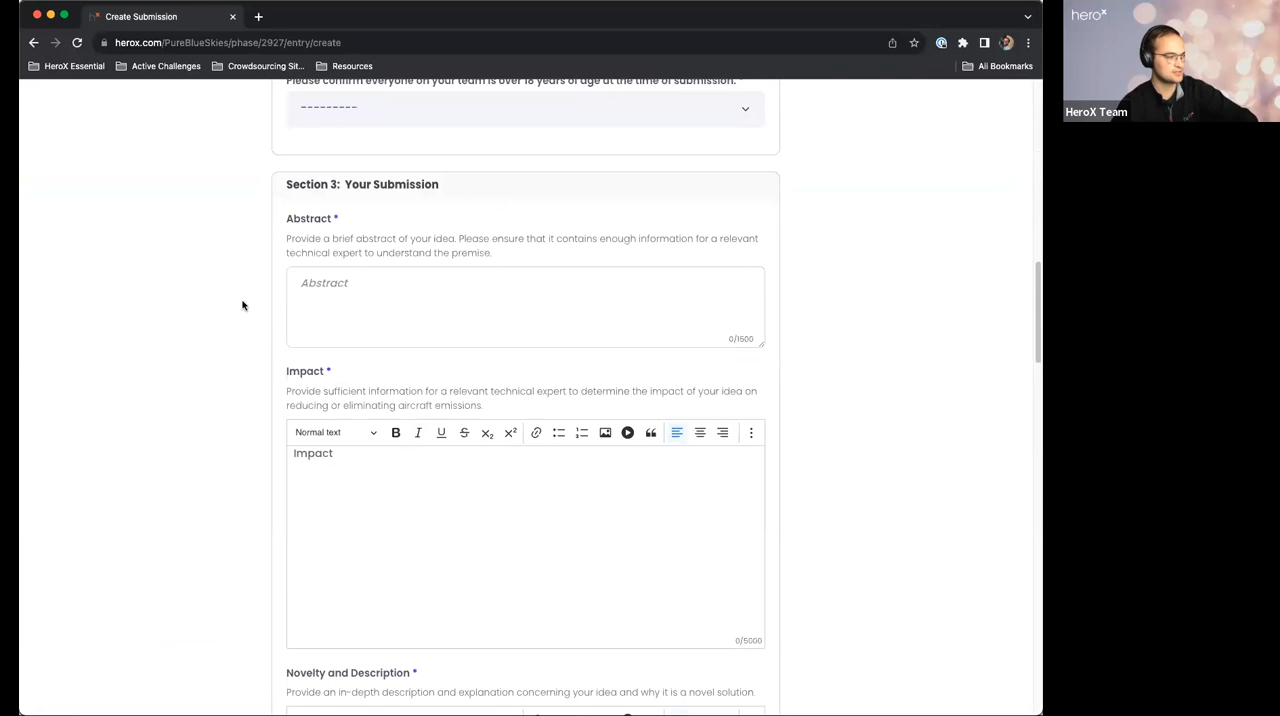 Create Submission
herox.com/PureBlueSkies/phase/2927/entry/create
HeroX Essential Active Challenges Crowdsourcing Sit... Resources All Bookmarks
herox
HeroX Team
Please confirm everyone on your team is over 18 years of age at the time of submission.
---------
Section 3: Your Submission
Abstract *
Provide a brief abstract of your idea. Please ensure that it contains enough information for a relevant
technical expert to understand the premise.
Abstract
0/1500
Impact *
Provide sufficient information for a relevant technical expert to determine the impact of your idea on
reducing or eliminating aircraft emissions.
Normal text B I U S x₂ x²
Impact
0/5000
Novelty and Description *
Provide an in-depth description and explanation concerning your idea and why it is a novel solution.